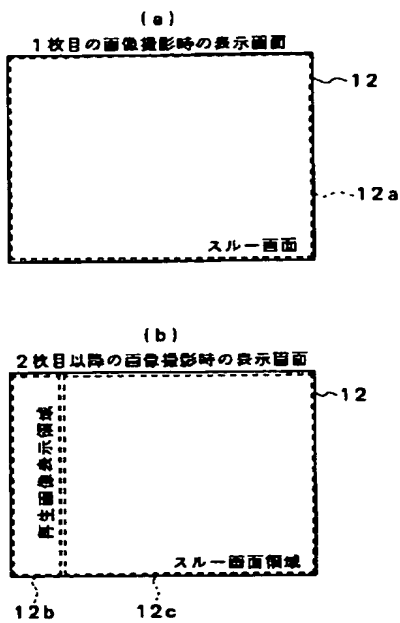 (a)
1枚目の画像撮影時の表示画面
12
12a
スルー画面
(b)
2枚目以降の画像撮影時の表示画面
12
再生画像表示領域
スルー画面領域
12b
12c